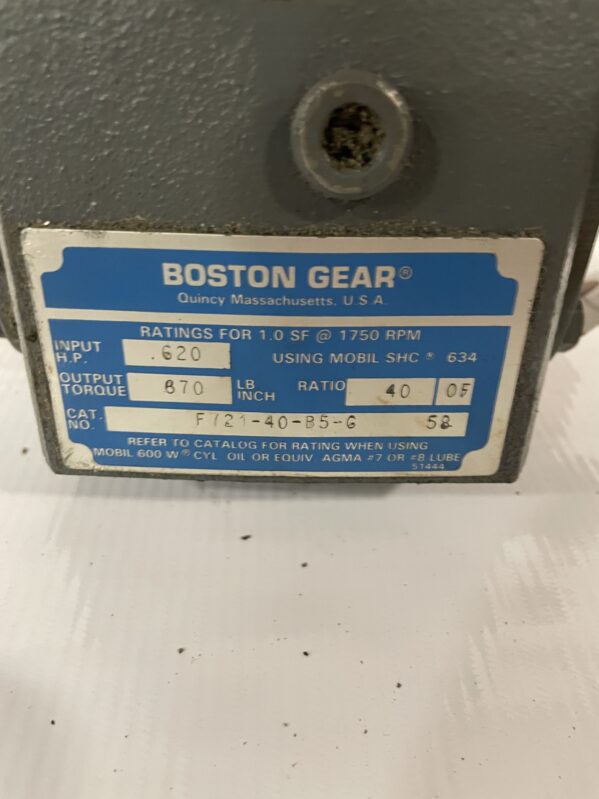 BOSTON GEAR®
Quincy Massachusetts, U.S.A.
RATINGS FOR 1.0 SF @ 1750 RPM
INPUT H.P. .620 USING MOBIL SHC® 634
OUTPUT TORQUE 870 LB INCH RATIO 40 05
CAT. NO. F721-40-B5-G 58
REFER TO CATALOG FOR RATING WHEN USING
MOBIL 600 W® CYL OIL OR EQUIV. AGMA #7 OR #8 LUBE
51444